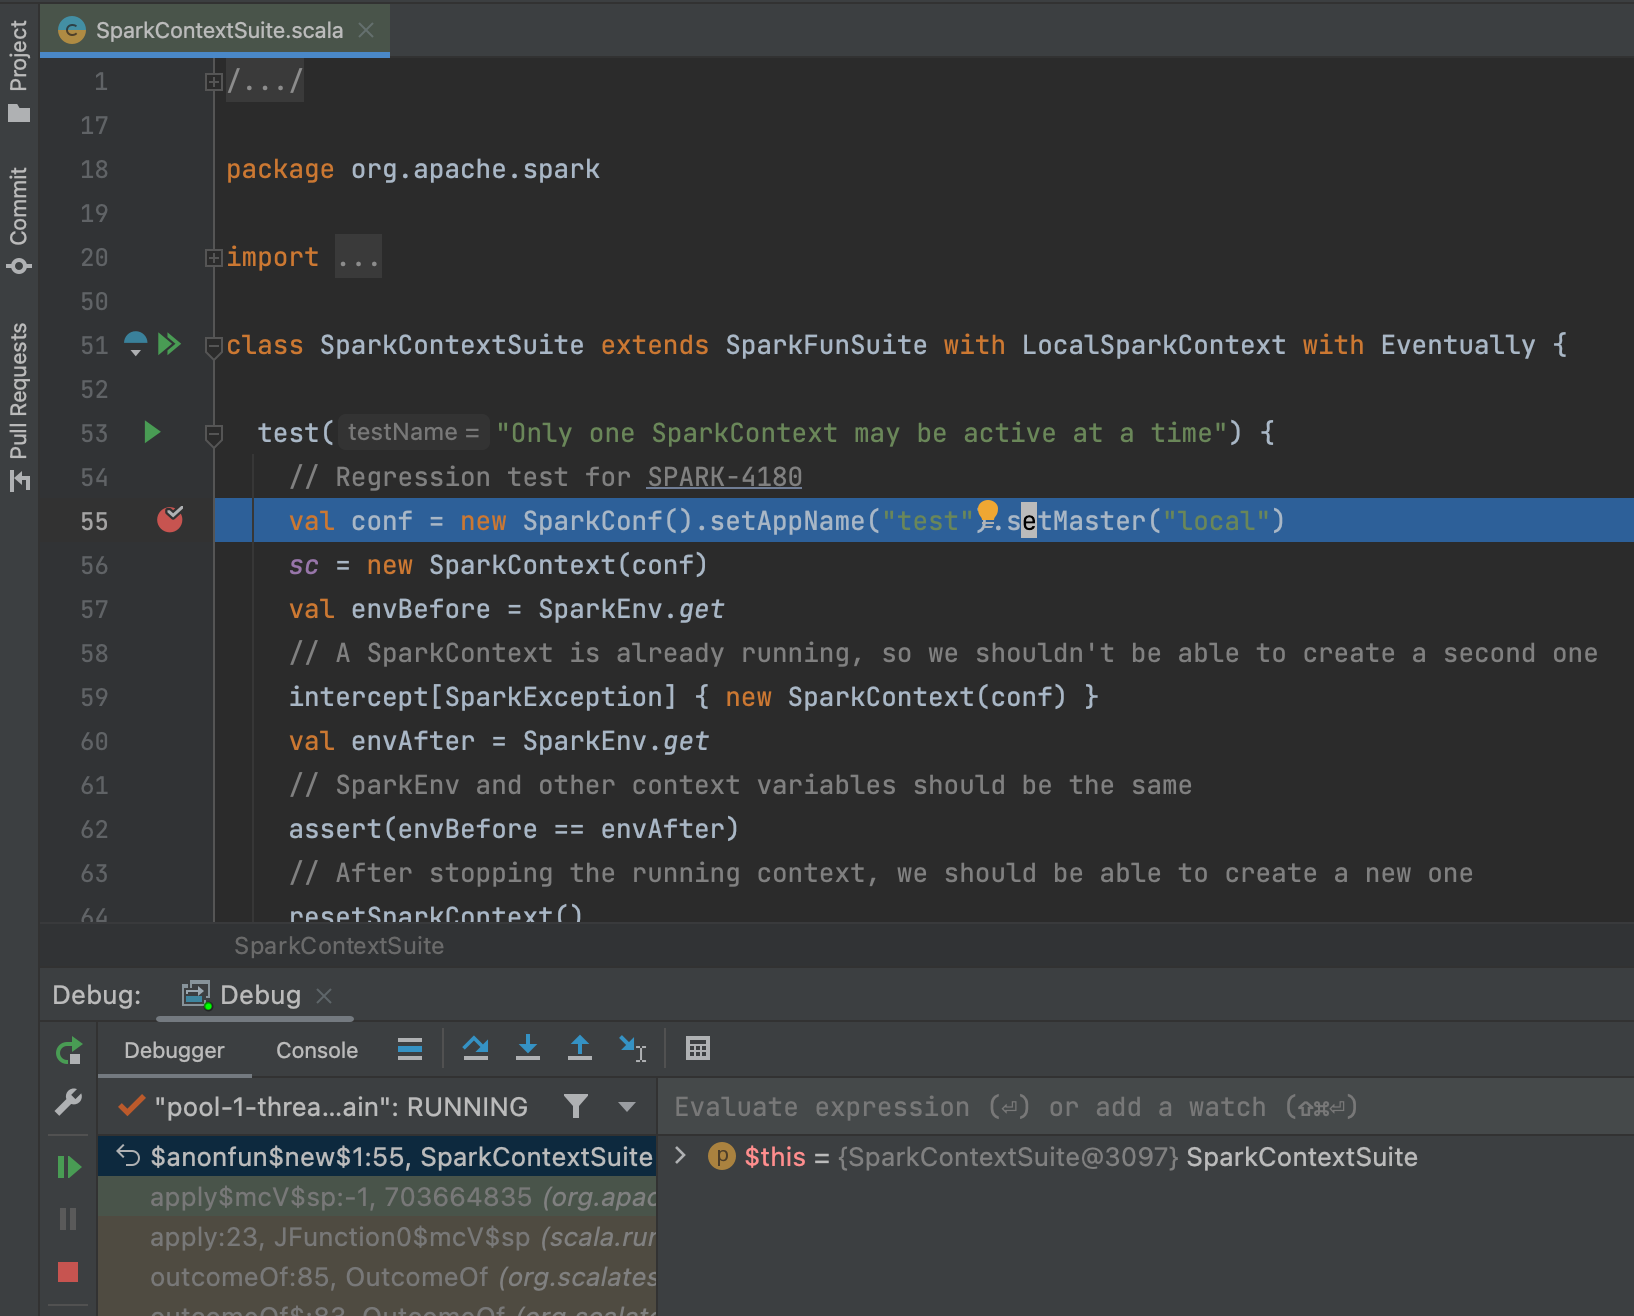 Project
Commit
Pull Requests
SparkContextSuite.scala
1 /.../
17
18 package org.apache.spark
19
20 import ...
50
51 class SparkContextSuite extends SparkFunSuite with LocalSparkContext with Eventually {
52
53 test( testName = "Only one SparkContext may be active at a time") {
54 // Regression test for SPARK-4180
55 val conf = new SparkConf().setAppName("test").setMaster("local")
56 sc = new SparkContext(conf)
57 val envBefore = SparkEnv.get
58 // A SparkContext is already running, so we shouldn't be able to create a second one
59 intercept[SparkException] { new SparkContext(conf) }
60 val envAfter = SparkEnv.get
61 // SparkEnv and other context variables should be the same
62 assert(envBefore == envAfter)
63 // After stopping the running context, we should be able to create a new one
64 resetSparkContext()
SparkContextSuite
Debug: Debug
Debugger Console
"pool-1-threa...ain": RUNNING
Evaluate expression (⏎) or add a watch (⇧⌘⏎)
$anonfun$new$1:55, SparkContextSuite
p $this = {SparkContextSuite@3097} SparkContextSuite
apply$mcV$sp:-1, 703664835 (org.apac
apply:23, JFunction0$mcV$sp (scala.rur
outcomeOf:85, OutcomeOf (org.scalates
outcomeOf$:83, OutcomeOf (org.scalate